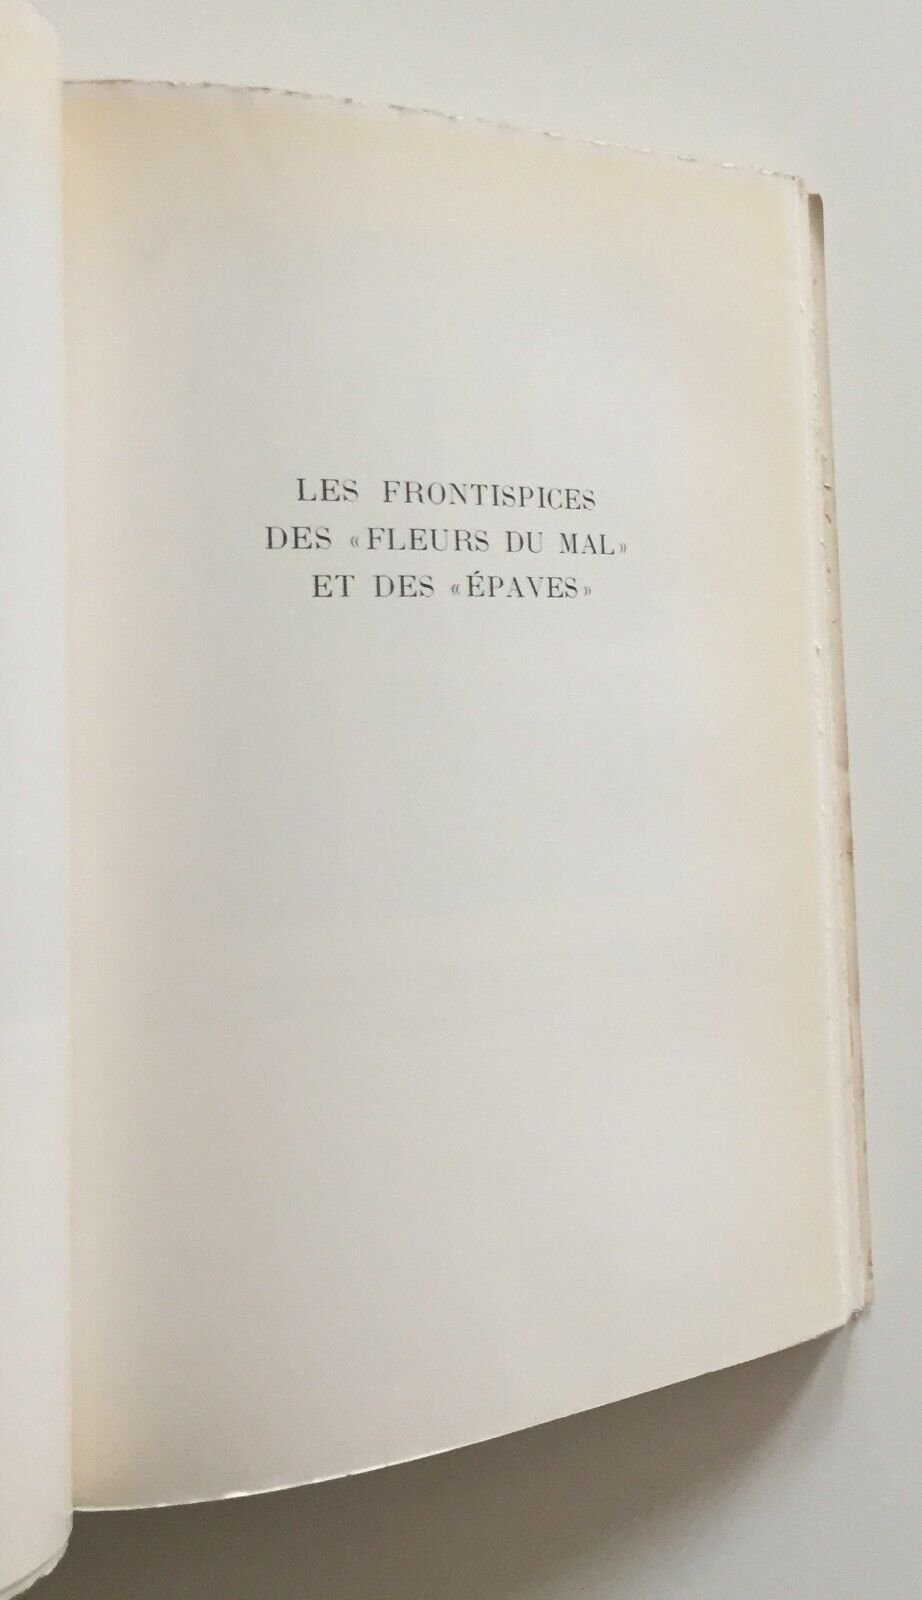 LES FRONTISPICES
DES «FLEURS DU MAL»
ET DES «ÉPAVES»